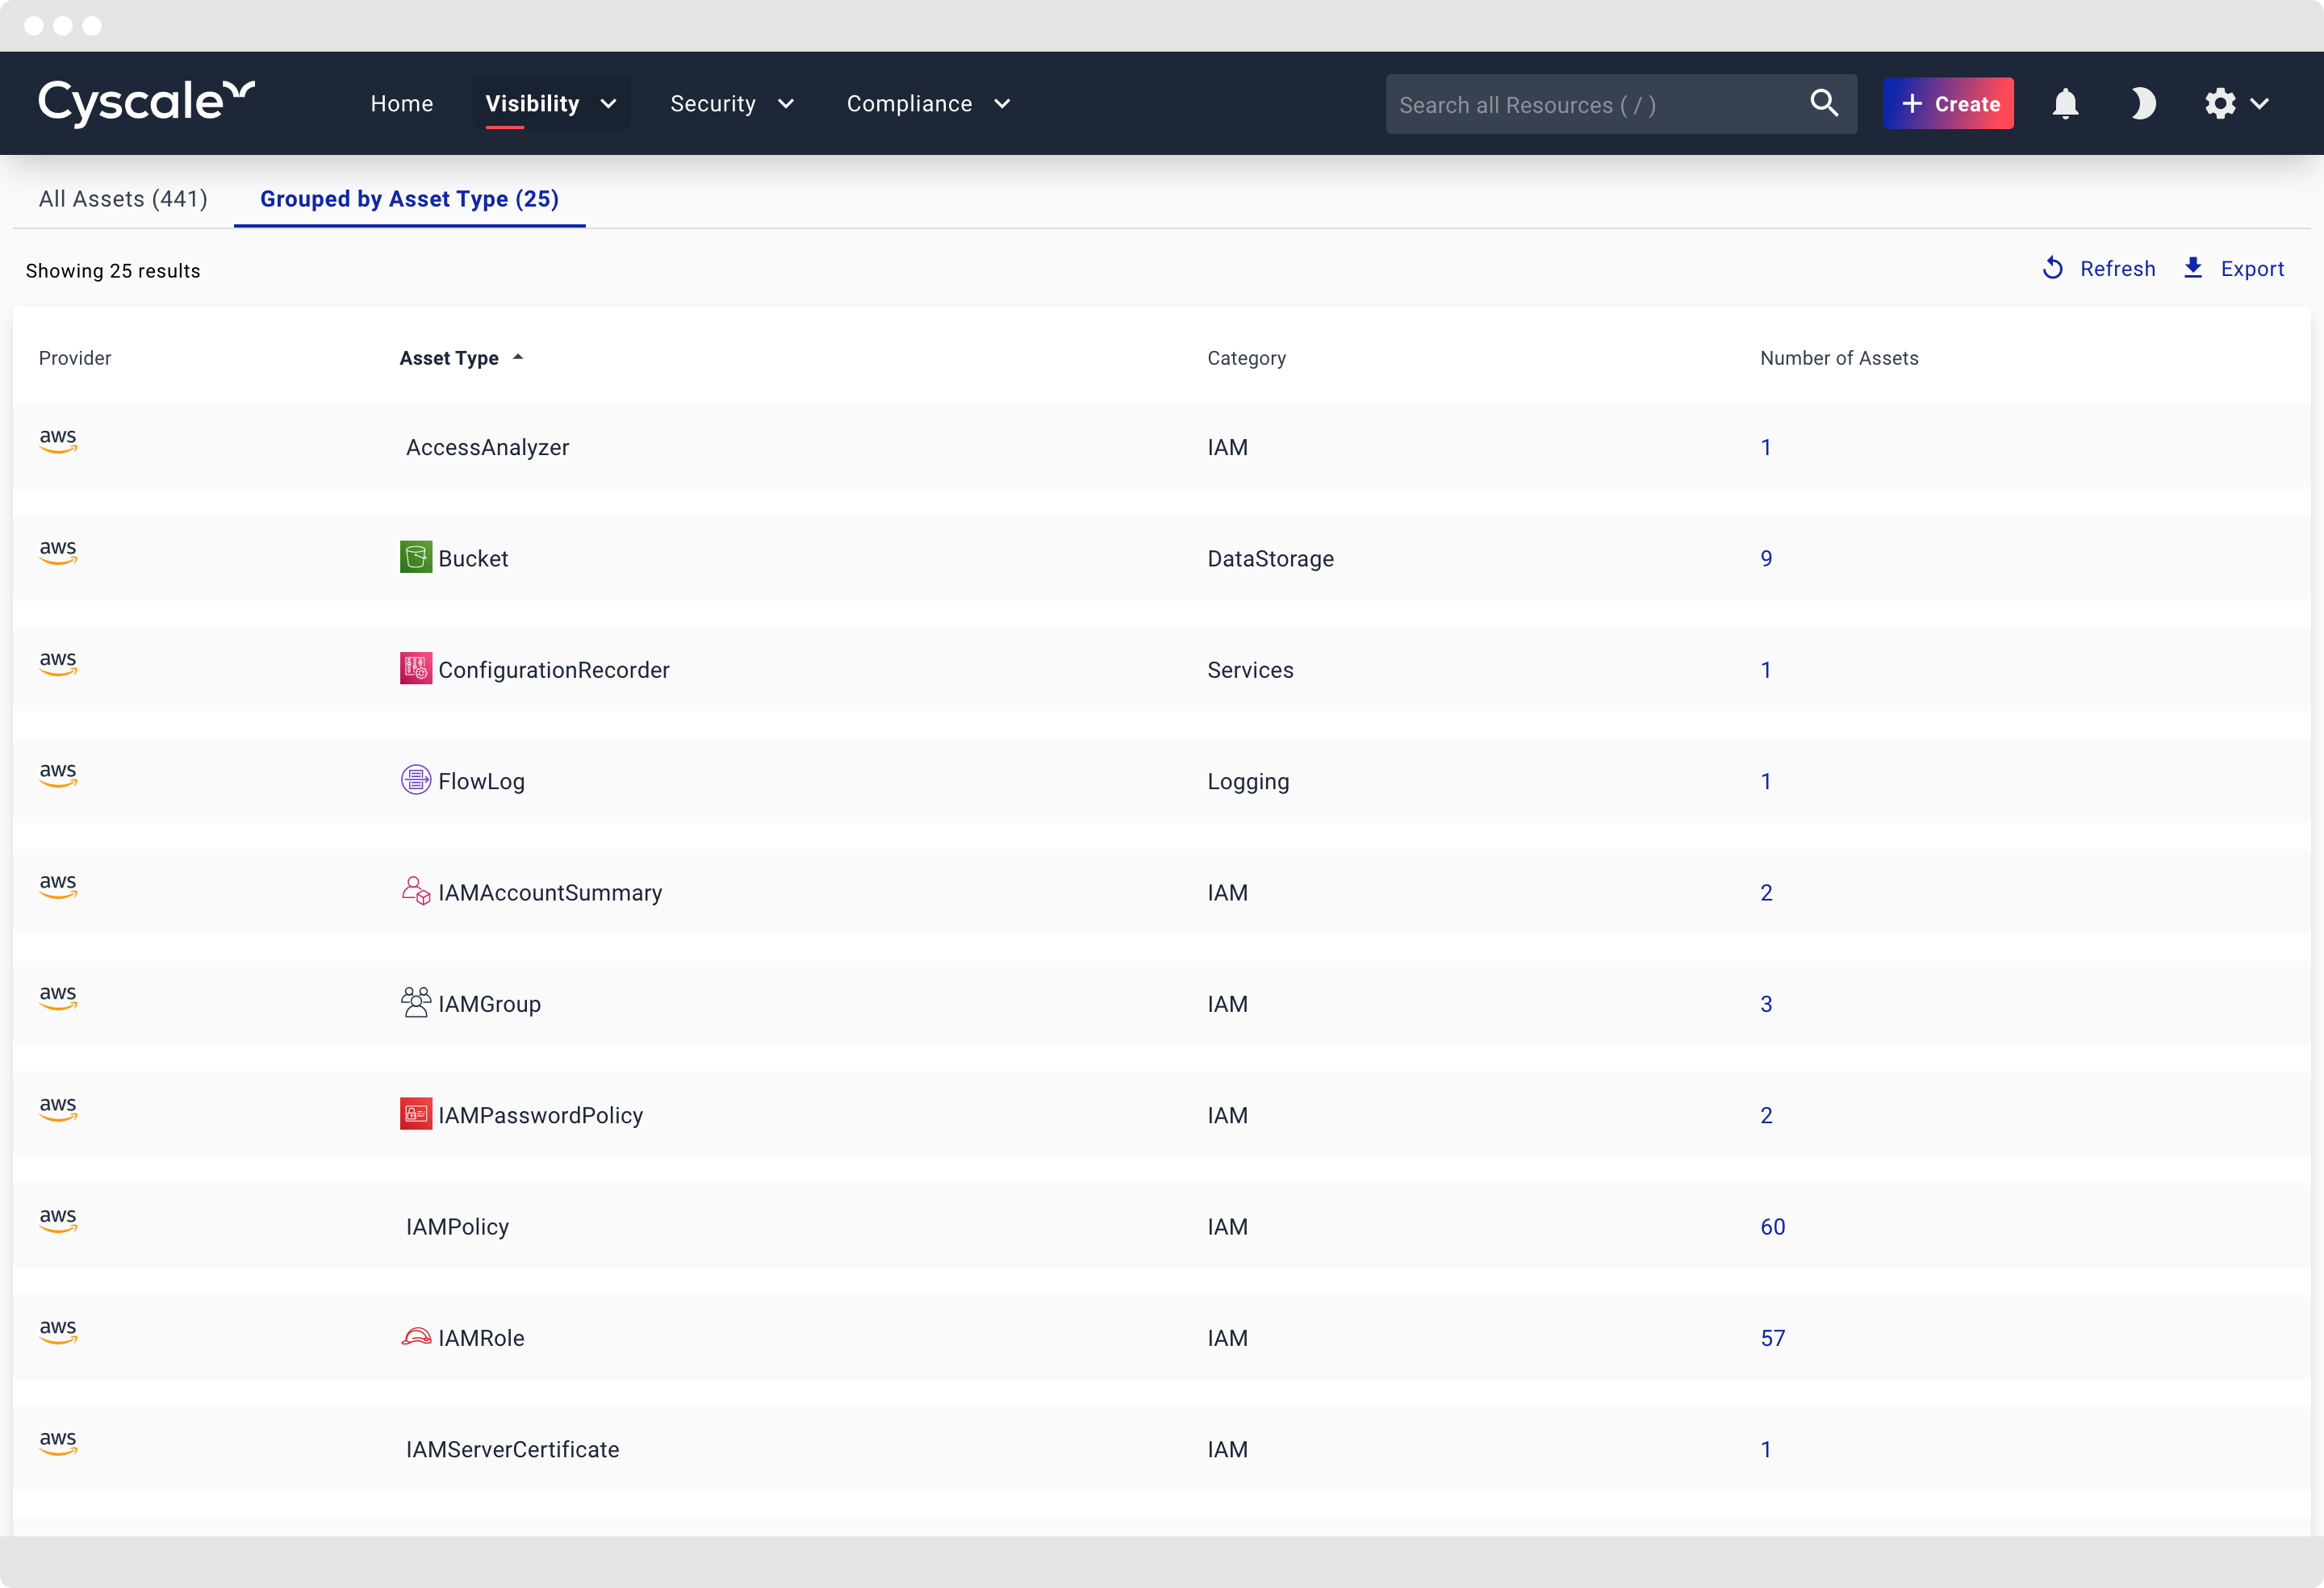 Cyscale Home Visibility Security Compliance Search all Resources ( / ) + Create
All Assets (441) Grouped by Asset Type (25)
Showing 25 results Refresh Export
Provider Asset Type Category Number of Assets
aws AccessAnalyzer IAM 1
aws Bucket DataStorage 9
aws ConfigurationRecorder Services 1
aws FlowLog Logging 1
aws IAMAccountSummary IAM 2
aws IAMGroup IAM 3
aws IAMPasswordPolicy IAM 2
aws IAMPolicy IAM 60
aws IAMRole IAM 57
aws IAMServerCertificate IAM 1